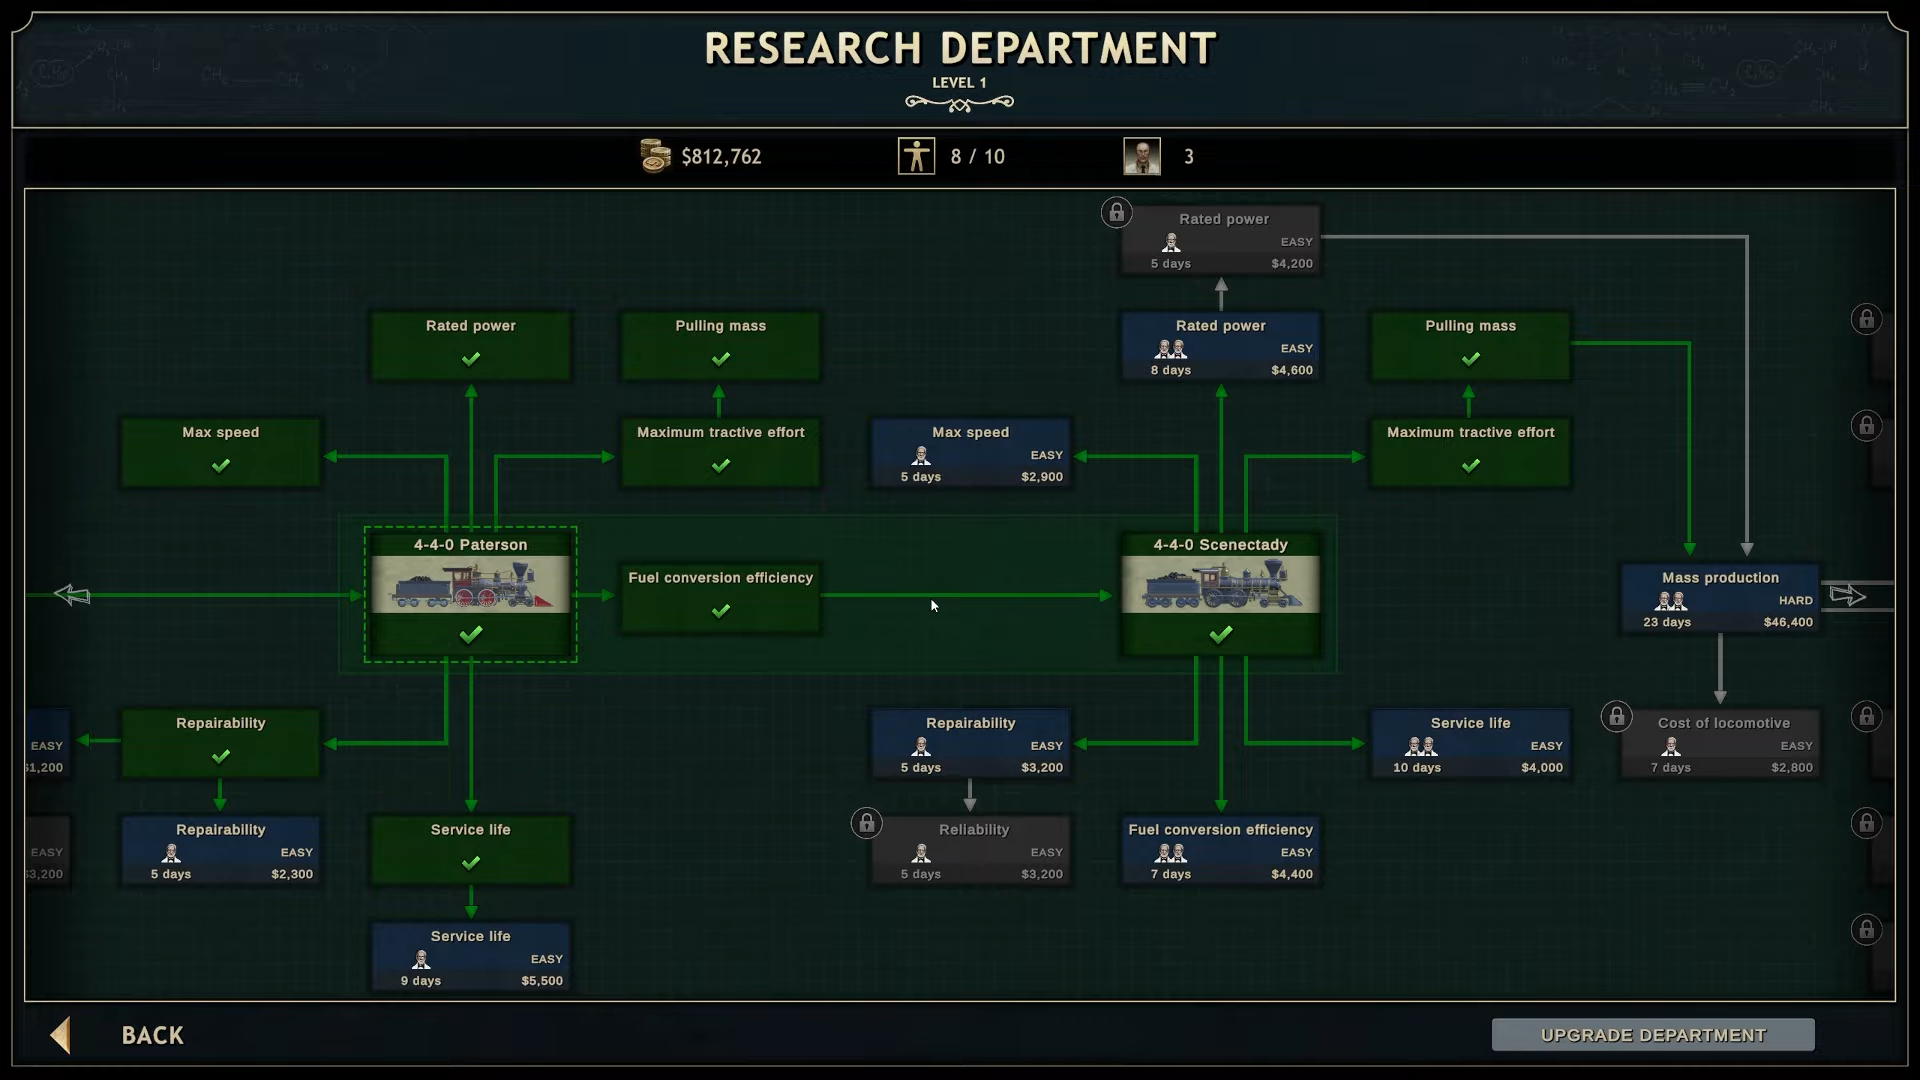 RESEARCH DEPARTMENT
LEVEL 1
$812,762
8 / 10
3
Rated power
EASY
5 days $4,200
Rated power
Pulling mass
Rated power
EASY
8 days $4,600
Pulling mass
Max speed
Maximum tractive effort
Max speed
EASY
5 days $2,900
Maximum tractive effort
4-4-0 Paterson
Fuel conversion efficiency
4-4-0 Scenectady
Mass production
HARD
23 days $46,400
EASY
$1,200
Repairability
Repairability
EASY
5 days $3,200
Service life
EASY
10 days $4,000
Cost of locomotive
EASY
7 days $2,800
EASY
$3,200
Repairability
EASY
5 days $2,300
Service life
Reliability
EASY
5 days $3,200
Fuel conversion efficiency
EASY
7 days $4,400
Service life
EASY
9 days $5,500
BACK
UPGRADE DEPARTMENT